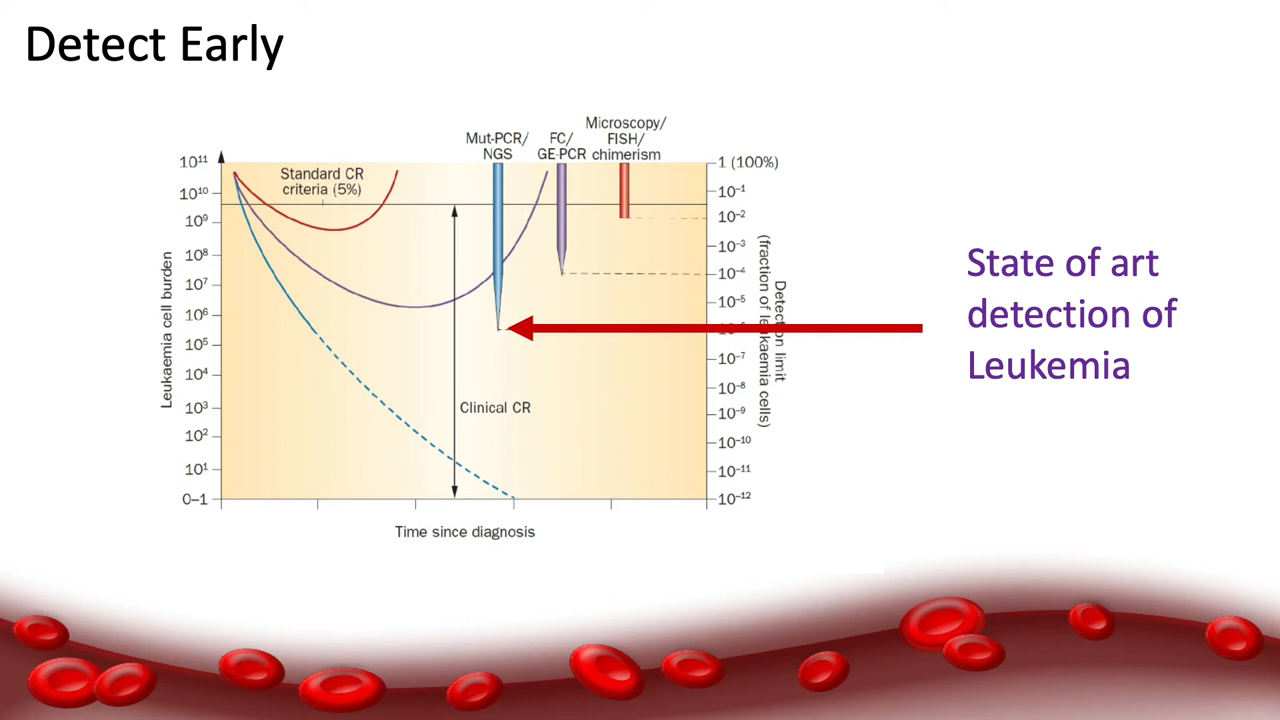 Detect Early
Mut-PCR/
NGS
FC/
GE-PCR
Microscopy/
FISH/
chimerism
Standard CR
criteria (5%)
10¹¹
10¹⁰
10⁹
10⁸
10⁷
10⁶
10⁵
10⁴
10³
10²
10¹
0–1
Leukaemia cell burden
Clinical CR
Time since diagnosis
1 (100%)
10⁻¹
10⁻²
10⁻³
10⁻⁴
10⁻⁵
10⁻⁷
10⁻⁸
10⁻⁹
10⁻¹⁰
10⁻¹¹
10⁻¹²
Detection limit
(fraction of leukaemia cells)
State of art
detection of
Leukemia